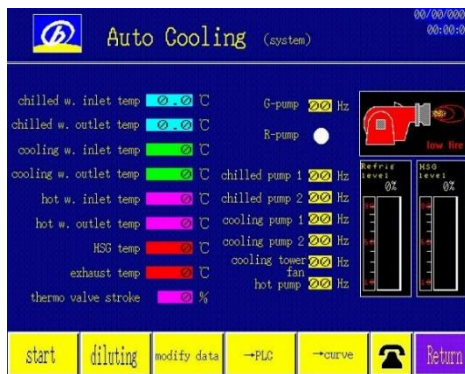 00/00/000
00:00:0
Auto Cooling (system)
chilled w. inlet temp 0.0 ℃
chilled w. outlet temp 0.0 ℃
cooling w. inlet temp 0 ℃
cooling w. outlet temp 0 ℃
hot w. inlet temp 0 ℃
hot w. outlet temp 0 ℃
HSG temp 0 ℃
exhaust temp 0 ℃
thermo valve stroke 0 %
G-pump 00 Hz
R-pump
chilled pump 1 00 Hz
chilled pump 2 00 Hz
cooling pump 1 00 Hz
cooling pump 2 00 Hz
cooling tower 00 Hz
fan
hot pump 00 Hz
low fire
Refrig
level
0%
HSG
level
0%
start
diluting
modify data
→PLC
→curve
Return